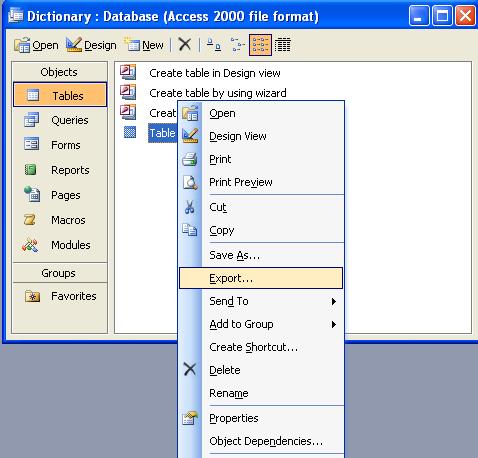 Dictionary : Database (Access 2000 file format)
Open Design New
Objects
Tables
Queries
Forms
Reports
Pages
Macros
Modules
Groups
Favorites
Create table in Design view
Create table by using wizard
Creat
Table
Open
Design View
Print
Print Preview
Cut
Copy
Save As...
Export...
Send To
Add to Group
Create Shortcut...
Delete
Rename
Properties
Object Dependencies...